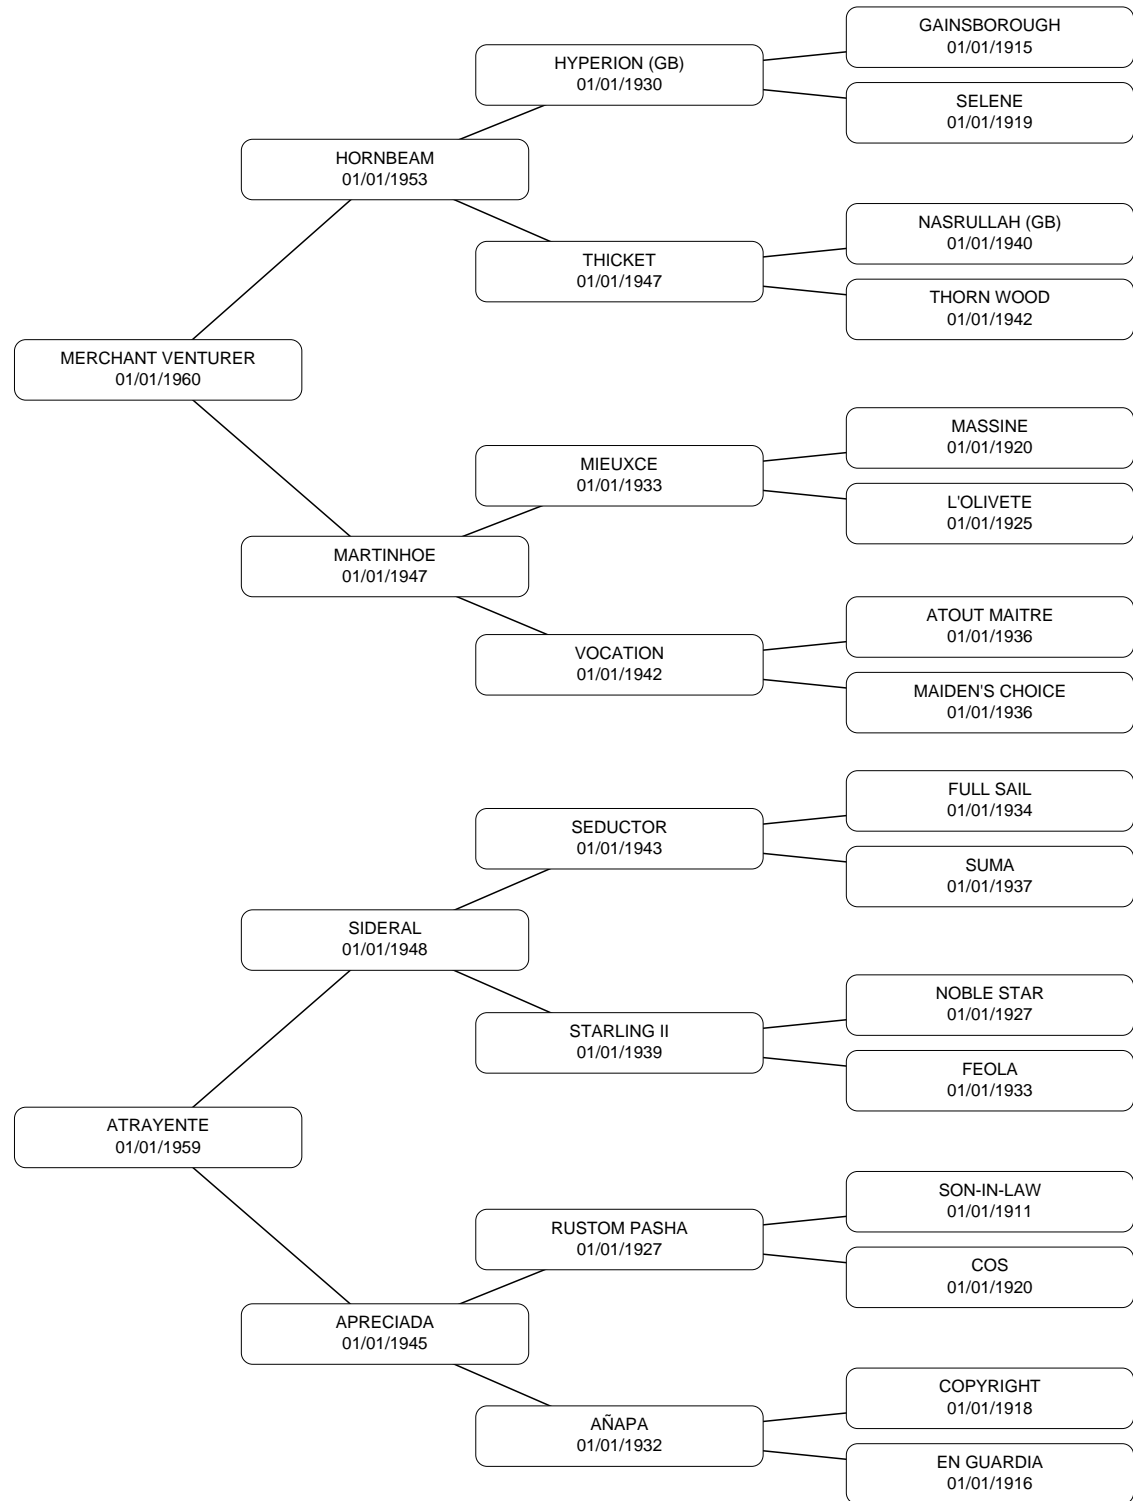 GAINSBOROUGH
01/01/1915
HYPERION (GB)
01/01/1930
SELENE
01/01/1919
HORNBEAM
01/01/1953
NASRULLAH (GB)
01/01/1940
THICKET
01/01/1947
THORN WOOD
01/01/1942
MERCHANT VENTURER
01/01/1960
MASSINE
01/01/1920
MIEUXCE
01/01/1933
L'OLIVETE
01/01/1925
MARTINHOE
01/01/1947
ATOUT MAITRE
01/01/1936
VOCATION
01/01/1942
MAIDEN'S CHOICE
01/01/1936
FULL SAIL
01/01/1934
SEDUCTOR
01/01/1943
SUMA
01/01/1937
SIDERAL
01/01/1948
NOBLE STAR
01/01/1927
STARLING II
01/01/1939
FEOLA
01/01/1933
ATRAYENTE
01/01/1959
SON-IN-LAW
01/01/1911
RUSTOM PASHA
01/01/1927
COS
01/01/1920
APRECIADA
01/01/1945
COPYRIGHT
01/01/1918
AÑAPA
01/01/1932
EN GUARDIA
01/01/1916